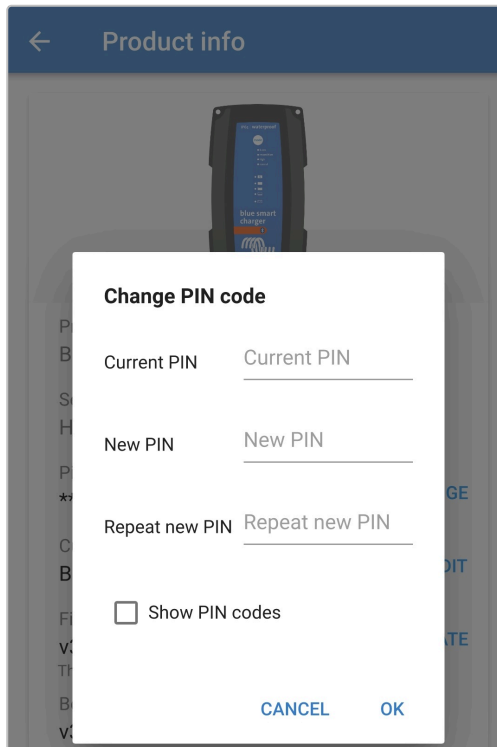 Product info
blue smart
charger
Change PIN code
Current PIN Current PIN
New PIN New PIN
Repeat new PIN Repeat new PIN
Show PIN codes
CANCEL OK